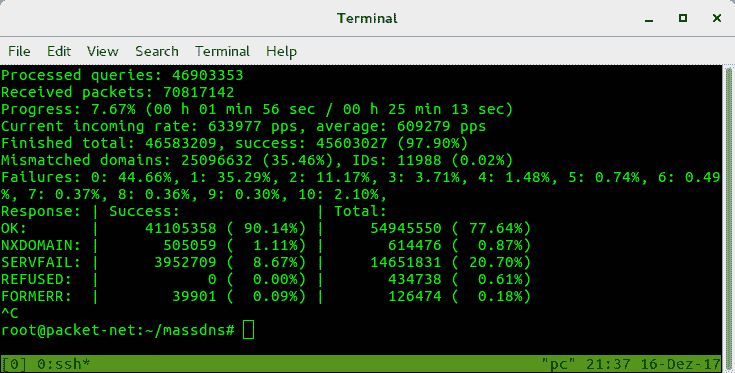 Terminal
File Edit View Search Terminal Help
Processed queries: 46903353
Received packets: 70817142
Progress: 7.67% (00 h 01 min 56 sec / 00 h 25 min 13 sec)
Current incoming rate: 633977 pps, average: 609279 pps
Finished total: 46583209, success: 45603027 (97.90%)
Mismatched domains: 25096632 (35.46%), IDs: 11988 (0.02%)
Failures: 0: 44.66%, 1: 35.29%, 2: 11.17%, 3: 3.71%, 4: 1.48%, 5: 0.74%, 6: 0.49
%, 7: 0.37%, 8: 0.36%, 9: 0.30%, 10: 2.10%,
Response: | Success:               | Total:
OK:       |     41105358 ( 90.14%) |     54945550 ( 77.64%)
NXDOMAIN: |       505059 (  1.11%) |       614476 (  0.87%)
SERVFAIL: |      3952709 (  8.67%) |     14651831 ( 20.70%)
REFUSED:  |            0 (  0.00%) |       434738 (  0.61%)
FORMERR:  |        39901 (  0.09%) |       126474 (  0.18%)
^C
root@packet-net:~/massdns#
[0] 0:ssh* "pc" 21:37 16-Dez-17